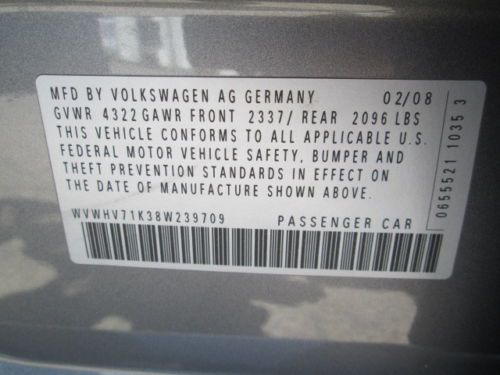 MFD BY VOLKSWAGEN AG GERMANY 02/08
GVWR 4322 GAWR FRONT 2337/ REAR 2096 LBS
THIS VEHICLE CONFORMS TO ALL APPLICABLE U.S.
FEDERAL MOTOR VEHICLE SAFETY, BUMPER AND
THEFT PREVENTION STANDARDS IN EFFECT ON
THE DATE OF MANUFACTURE SHOWN ABOVE.
WVWHV71K38W239709 PASSENGER CAR
0655521 1035 3